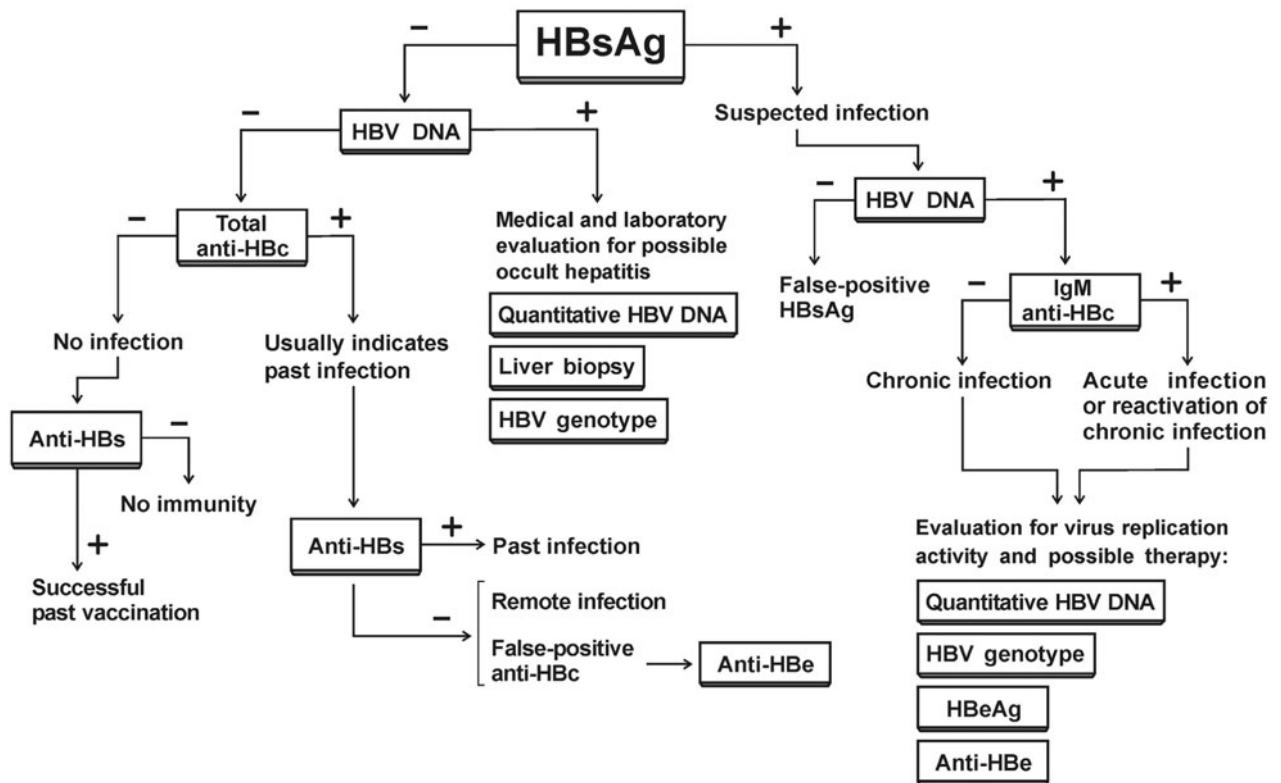 HBsAg
−
+
HBV DNA
−
+
Suspected infection
HBV DNA
−
+
Total
anti-HBc
−
+
Medical and laboratory
evaluation for possible
occult hepatitis
Quantitative HBV DNA
Liver biopsy
HBV genotype
False-positive
HBsAg
IgM
anti-HBc
−
+
No infection
Usually indicates
past infection
Chronic infection
Acute infection
or reactivation of
chronic infection
Anti-HBs
−
No immunity
+
Successful
past vaccination
Anti-HBs
+
Past infection
−
Remote infection
False-positive
anti-HBc
Anti-HBe
Evaluation for virus replication
activity and possible therapy:
Quantitative HBV DNA
HBV genotype
HBeAg
Anti-HBe